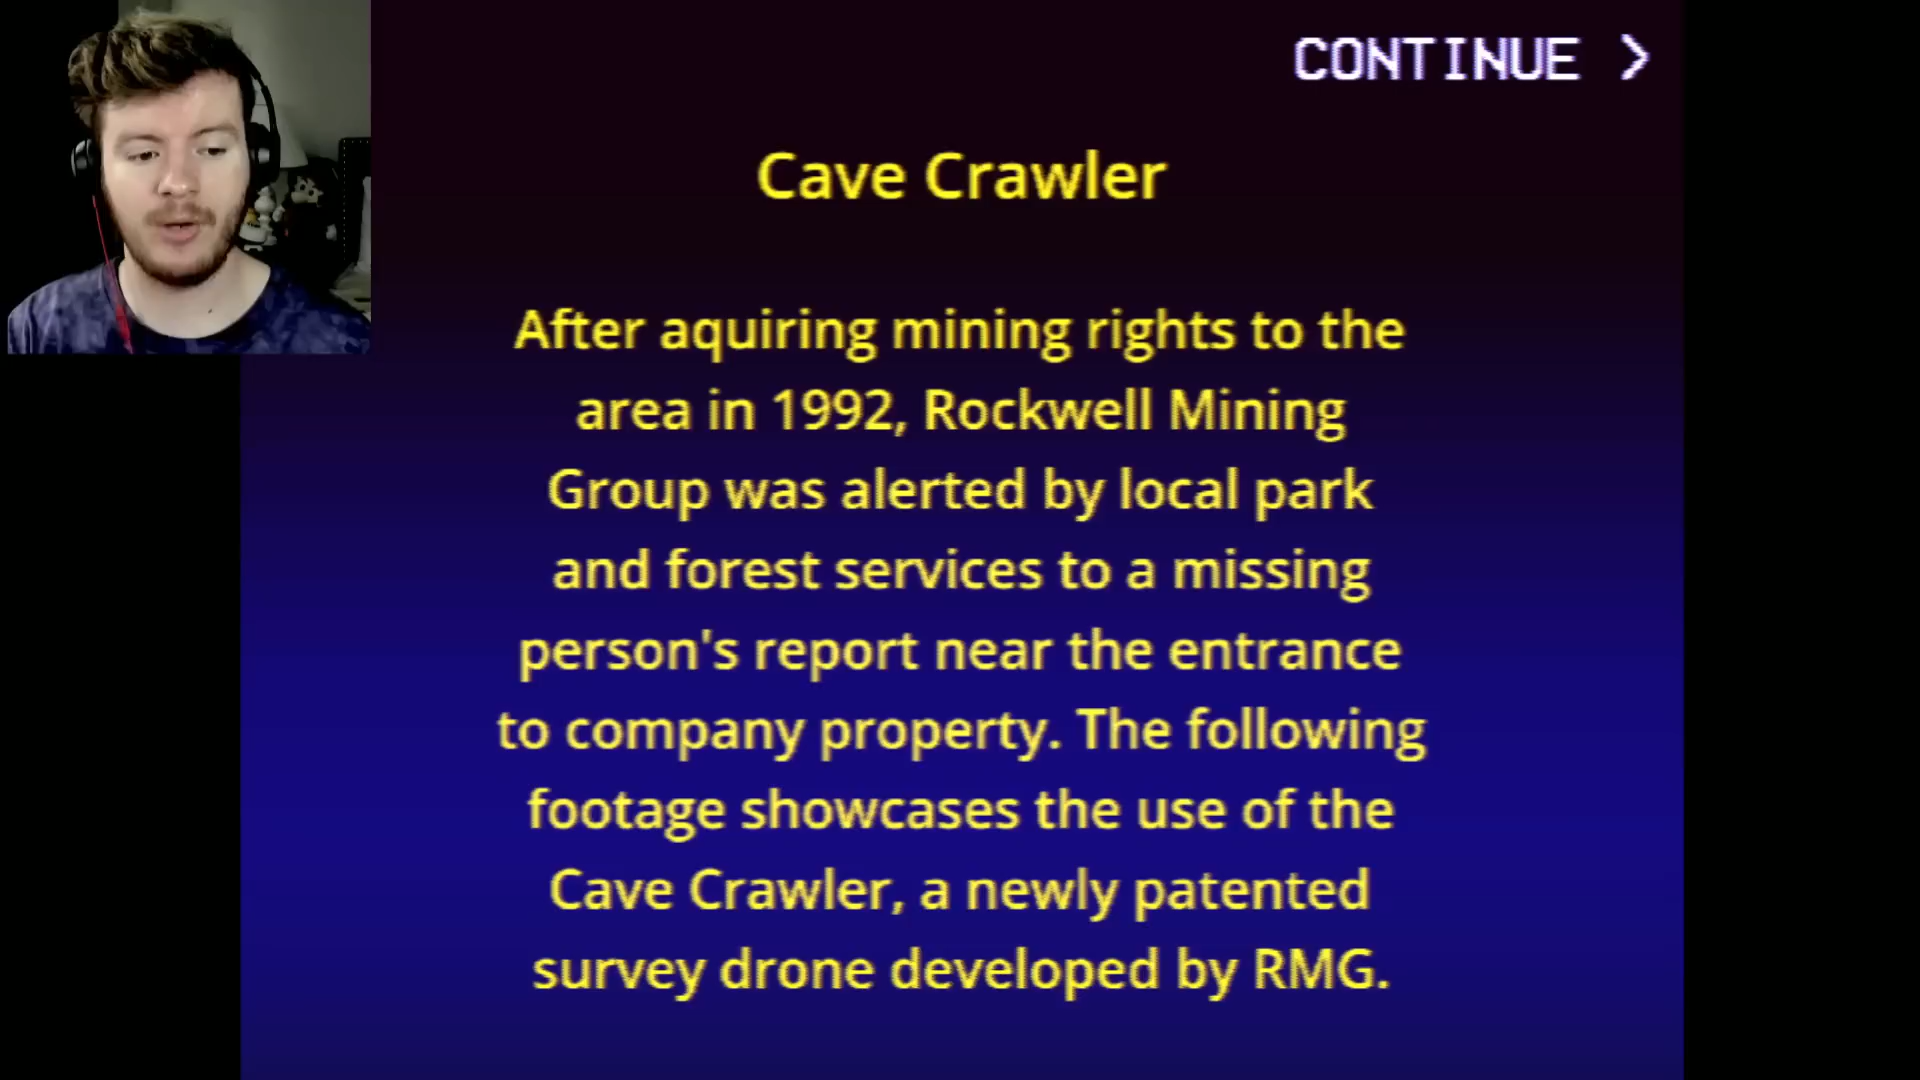 CONTINUE >
Cave Crawler
After aquiring mining rights to the
area in 1992, Rockwell Mining
Group was alerted by local park
and forest services to a missing
person's report near the entrance
to company property. The following
footage showcases the use of the
Cave Crawler, a newly patented
survey drone developed by RMG.